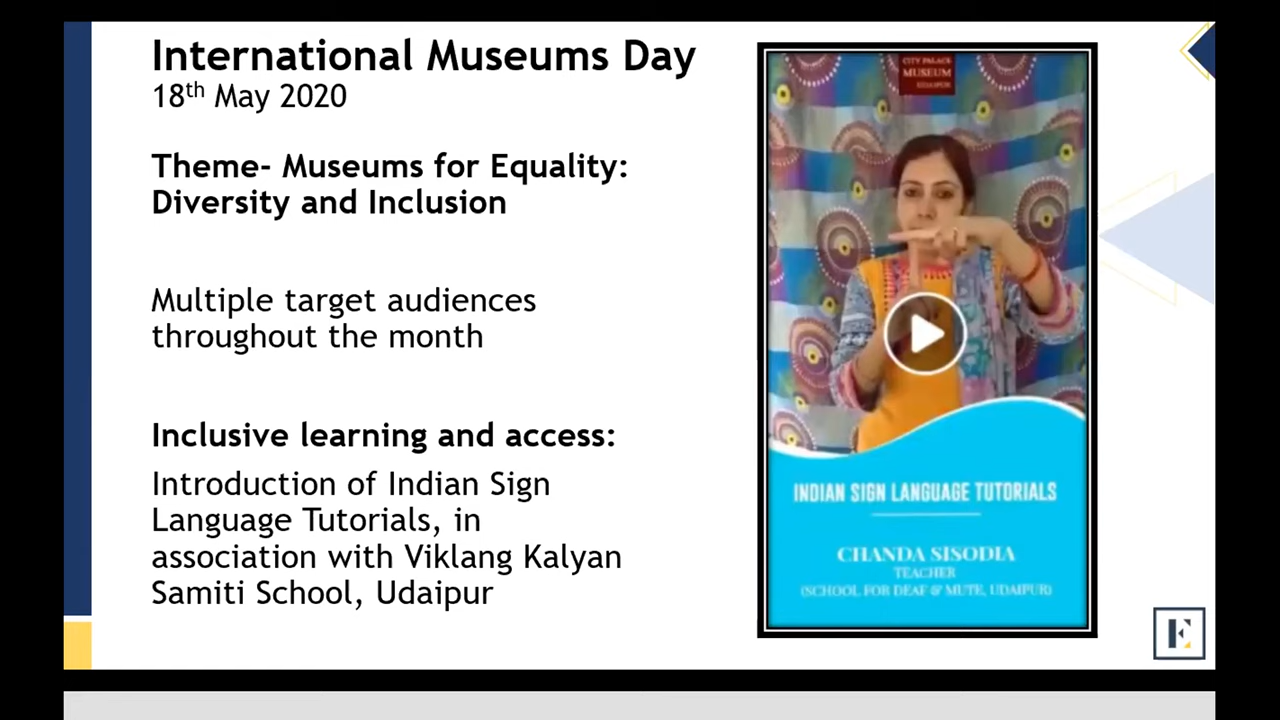 International Museums Day
18th May 2020
Theme- Museums for Equality:
Diversity and Inclusion
Multiple target audiences
throughout the month
Inclusive learning and access:
Introduction of Indian Sign
Language Tutorials, in
association with Viklang Kalyan
Samiti School, Udaipur
CITY PALACE
MUSEUM
UDAIPUR
INDIAN SIGN LANGUAGE TUTORIALS
CHANDA SISODIA
TEACHER
(SCHOOL FOR DEAF & MUTE, UDAIPUR)
E